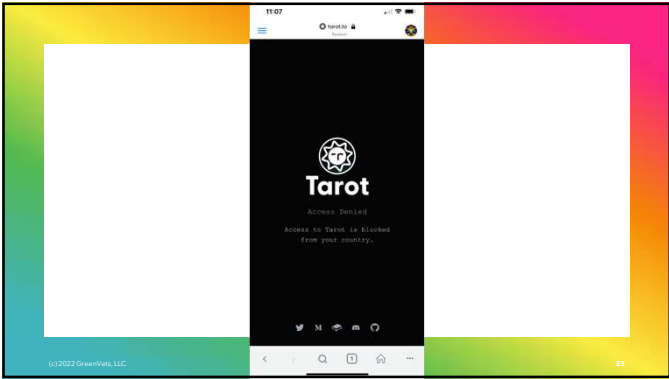 11:07
tarot.to
Tarot
Access Denied
Access to Tarot is blocked
from your country.
1
(c) 2022 GreenVets, LLC
23